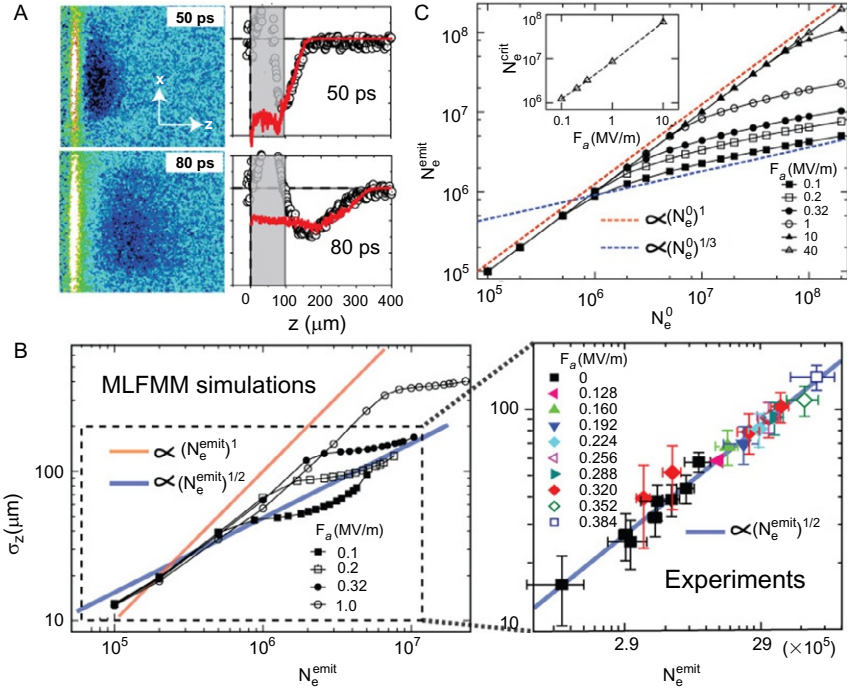 A
50 ps
x
z
80 ps
50 ps
80 ps
0
100
200
300
400
z (μm)
C
10^8
10^7
10^6
10^5
N_e^emit
10^8
10^7
10^6
N_e^crit
0.1
1
10
F_a (MV/m)
F_a
(MV/m)
0.1
0.2
0.32
1
10
40
∝(N_e^0)^1
∝(N_e^0)^1/3
10^5
10^6
10^7
10^8
N_e^0
B
MLFMM simulations
∝ (N_e^emit)^1
∝ (N_e^emit)^1/2
100
10
σ_z(μm)
F_a (MV/m)
0.1
0.2
0.32
1.0
10^5
10^6
10^7
N_e^emit
F_a (MV/m)
0
0.128
0.160
0.192
0.224
0.256
0.288
0.320
0.352
0.384
100
10
∝(N_e^emit)^1/2
Experiments
2.9
29
(×10^5)
N_e^emit